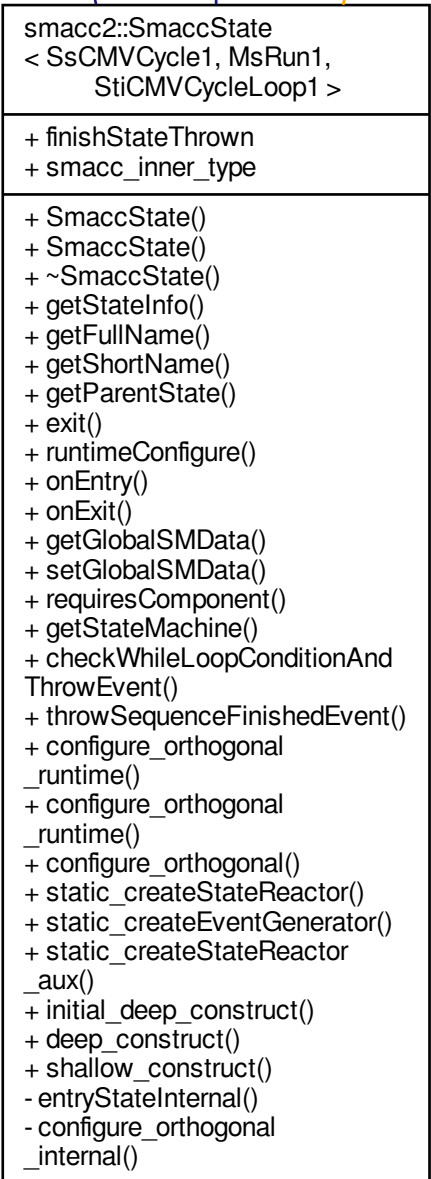 smacc2::SmaccState
< SsCMVCycle1, MsRun1,
StiCMVCycleLoop1 >
+ finishStateThrown
+ smacc_inner_type
+ SmaccState()
+ SmaccState()
+ ~SmaccState()
+ getStateInfo()
+ getFullName()
+ getShortName()
+ getParentState()
+ exit()
+ runtimeConfigure()
+ onEntry()
+ onExit()
+ getGlobalSMData()
+ setGlobalSMData()
+ requiresComponent()
+ getStateMachine()
+ checkWhileLoopConditionAnd
ThrowEvent()
+ throwSequenceFinishedEvent()
+ configure_orthogonal
_runtime()
+ configure_orthogonal
_runtime()
+ configure_orthogonal()
+ static_createStateReactor()
+ static_createEventGenerator()
+ static_createStateReactor
_aux()
+ initial_deep_construct()
+ deep_construct()
+ shallow_construct()
- entryStateInternal()
- configure_orthogonal
_internal()